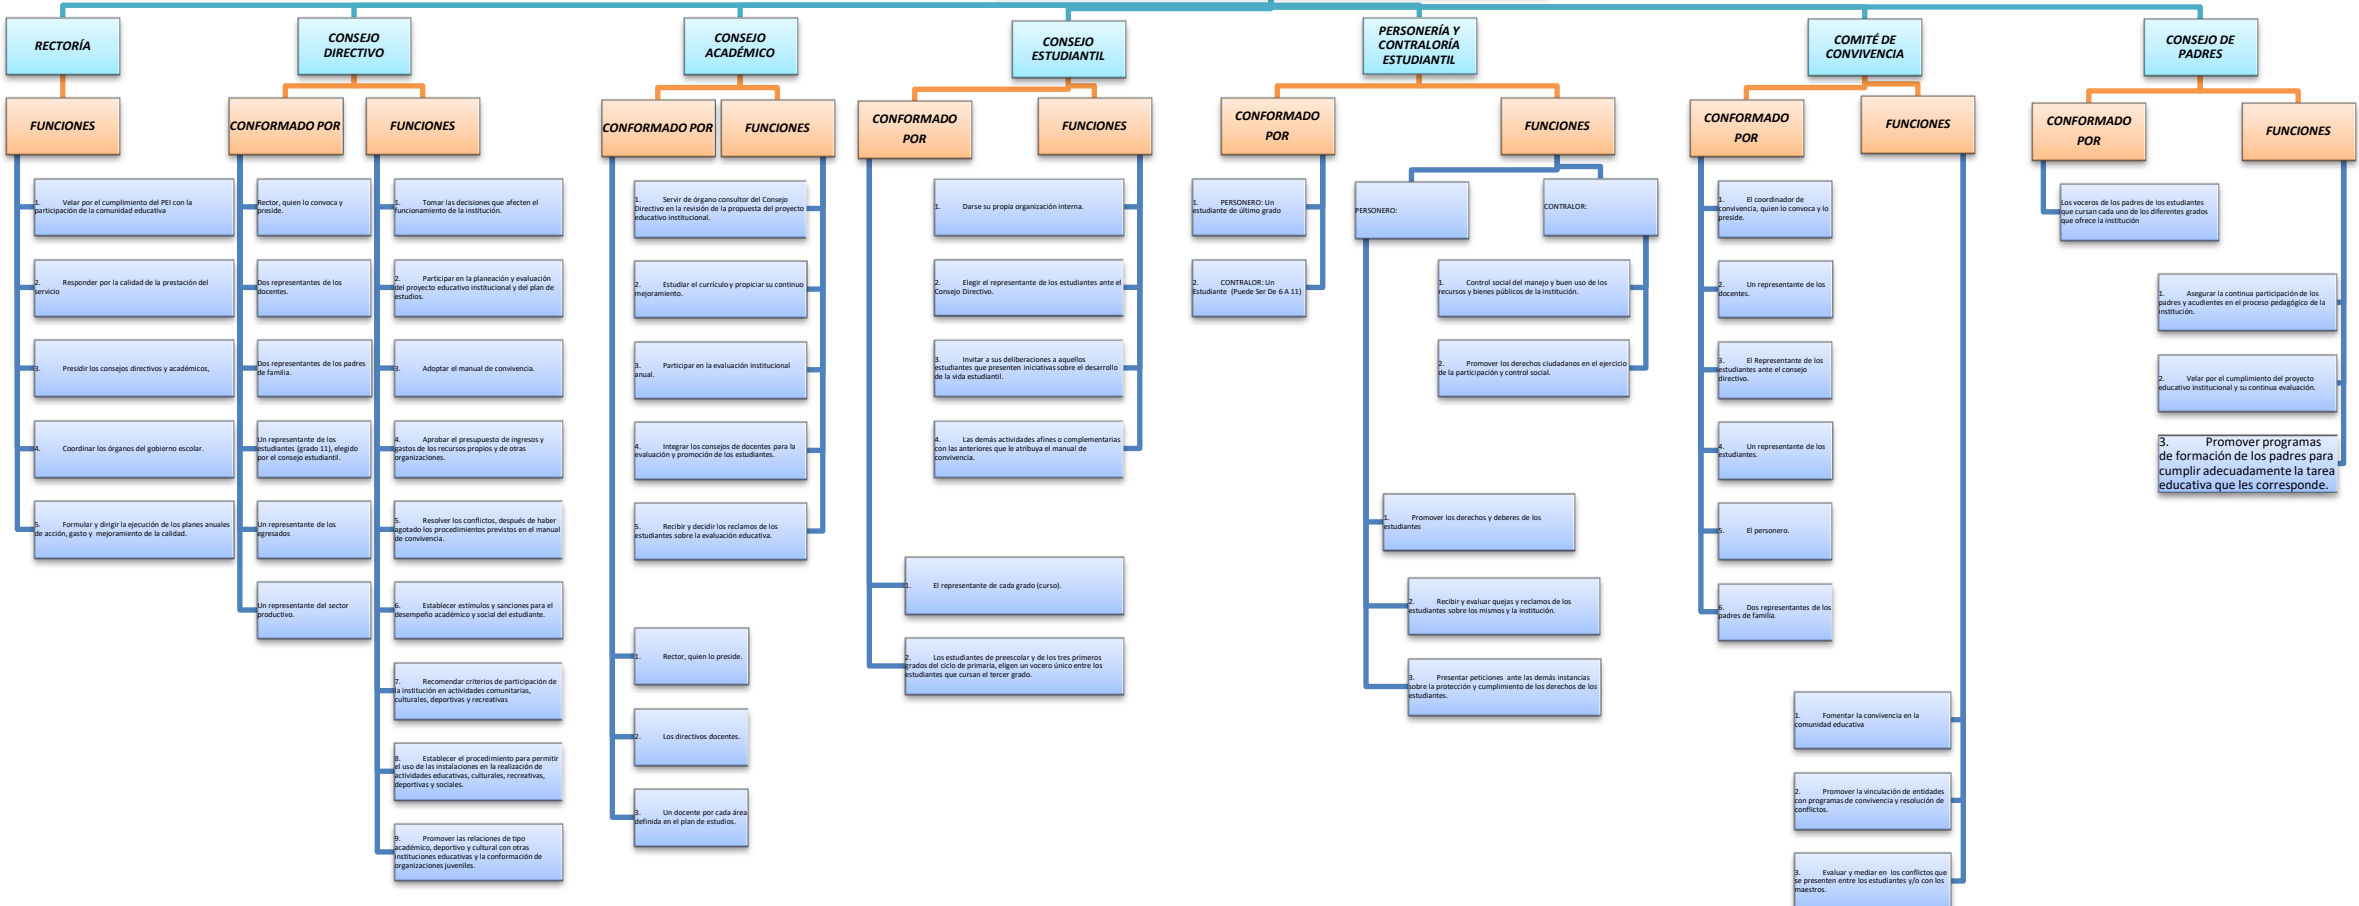 RECTORÍA
FUNCIONES
1. Velar por el cumplimiento del PEI con la
participación de la comunidad educativa
2. Responder por la calidad de la prestación del
servicio
3. Presidir los consejos directivos y académicos,
4. Coordinar los órganos del gobierno escolar.
5. Formular y dirigir la ejecución de los planes anuales
de acción, gasto y mejoramiento de la calidad.
CONSEJO
DIRECTIVO
CONFORMADO POR
Rector, quien lo convoca y
preside.
Dos representantes de los
docentes.
Dos representantes de los padres
de familia.
Un representante de los
estudiantes (grado 11), elegido
por el consejo estudiantil.
Un representante de los
egresados
Un representante del sector
productivo.
FUNCIONES
1. Tomar las decisiones que afecten el
funcionamiento de la institución.
2. Participar en la planeación y evaluación
del proyecto educativo institucional y del plan de
estudios.
3. Adoptar el manual de convivencia.
4. Aprobar el presupuesto de ingresos y
gastos de los recursos propios y de otras
organizaciones.
5. Resolver los conflictos, después de haber
agotado los procedimientos previstos en el manual
de convivencia.
6. Establecer estímulos y sanciones para el
desempeño académico y social del estudiante.
7. Recomendar criterios de participación de
la institución en actividades comunitarias,
culturales, deportivas y recreativas
8. Establecer el procedimiento para permitir
el uso de las instalaciones en la realización de
actividades educativas, culturales, recreativas,
deportivas y sociales.
9. Promover las relaciones de tipo
académico, deportivo y cultural con otras
instituciones educativas y la conformación de
organizaciones juveniles.
CONSEJO
ACADÉMICO
CONFORMADO POR
1. Rector, quien lo preside.
2. Los directivos docentes.
3. Un docente por cada área
definida en el plan de estudios.
FUNCIONES
1. Servir de órgano consultor del Consejo
Directivo en la revisión de la propuesta del proyecto
educativo institucional.
2. Estudiar el currículo y propiciar su continuo
mejoramiento.
3. Participar en la evaluación institucional
anual.
4. Integrar los consejos de docentes para la
evaluación y promoción de los estudiantes.
5. Recibir y decidir los reclamos de los
estudiantes sobre la evaluación educativa.
CONSEJO
ESTUDIANTIL
CONFORMADO
POR
1. El representante de cada grado (curso).
2. Los estudiantes de preescolar y de los tres primeros
grados del ciclo de primaria, eligen un vocero único entre los
estudiantes que cursan el tercer grado.
FUNCIONES
1. Darse su propia organización interna.
2. Elegir el representante de los estudiantes ante el
Consejo Directivo.
3. Invitar a sus deliberaciones a aquellos
estudiantes que presenten iniciativas sobre el desarrollo
de la vida estudiantil.
4. Las demás actividades afines o complementarias
con las anteriores que le atribuya el manual de
convivencia.
PERSONERÍA Y
CONTRALORÍA
ESTUDIANTIL
CONFORMADO
POR
1. PERSONERO: Un
estudiante de último grado
2. CONTRALOR: Un
Estudiante (Puede Ser De 6 A 11)
FUNCIONES
PERSONERO:
1. Promover los derechos y deberes de los
estudiantes
2. Recibir y evaluar quejas y reclamos de los
estudiantes sobre los mismos y la institución.
3. Presentar peticiones ante las demás instancias
sobre la protección y cumplimiento de los derechos de los
estudiantes.
CONTRALOR:
1. Control social del manejo y buen uso de los
recursos y bienes públicos de la institución.
2. Promover los derechos ciudadanos en el ejercicio
de la participación y control social.
COMITÉ DE
CONVIVENCIA
CONFORMADO
POR
1. El coordinador de
convivencia, quien lo convoca y lo
preside.
2. Un representante de los
docentes.
3. El Representante de los
estudiantes ante el consejo
directivo.
4. Un representante de los
estudiantes.
5. El personero.
6. Dos representantes de los
padres de familia.
FUNCIONES
1. Fomentar la convivencia en la
comunidad educativa
2. Promover la vinculación de entidades
con programas de convivencia y resolución de
conflictos.
3. Evaluar y mediar en los conflictos que
se presenten entre los estudiantes y/o con los
maestros.
CONSEJO DE
PADRES
CONFORMADO
POR
Los voceros de los padres de los estudiantes
que cursan cada uno de los diferentes grados
que ofrece la institución
FUNCIONES
1. Asegurar la continua participación de los
padres y acudientes en el proceso pedagógico de la
institución.
2. Velar por el cumplimiento del proyecto
educativo institucional y su continua evaluación.
3. Promover programas
de formación de los padres para
cumplir adecuadamente la tarea
educativa que les corresponde.